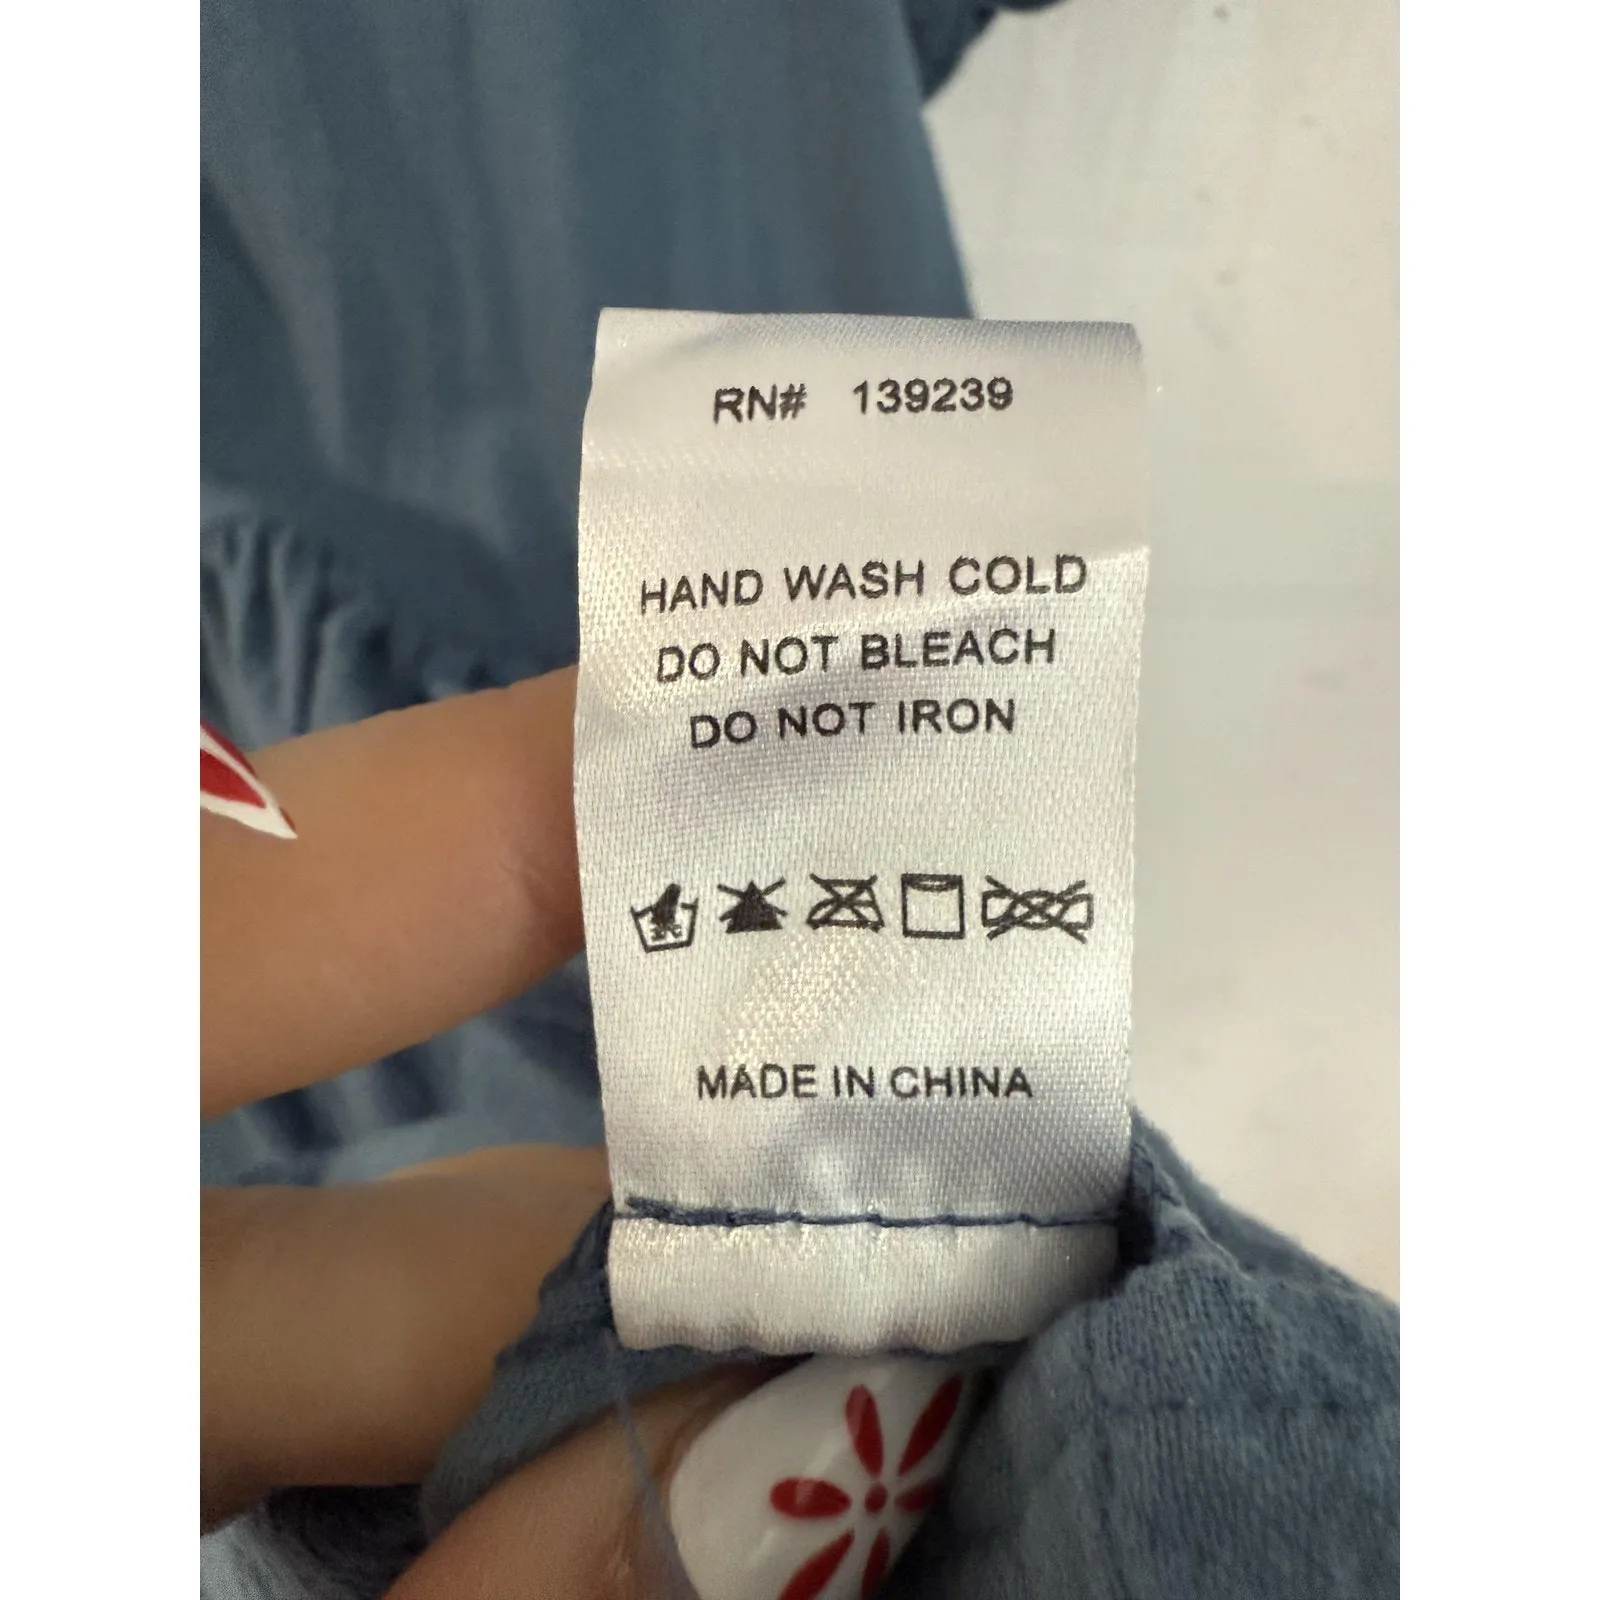 RN# 139239
HAND WASH COLD
DO NOT BLEACH
DO NOT IRON
MADE IN CHINA